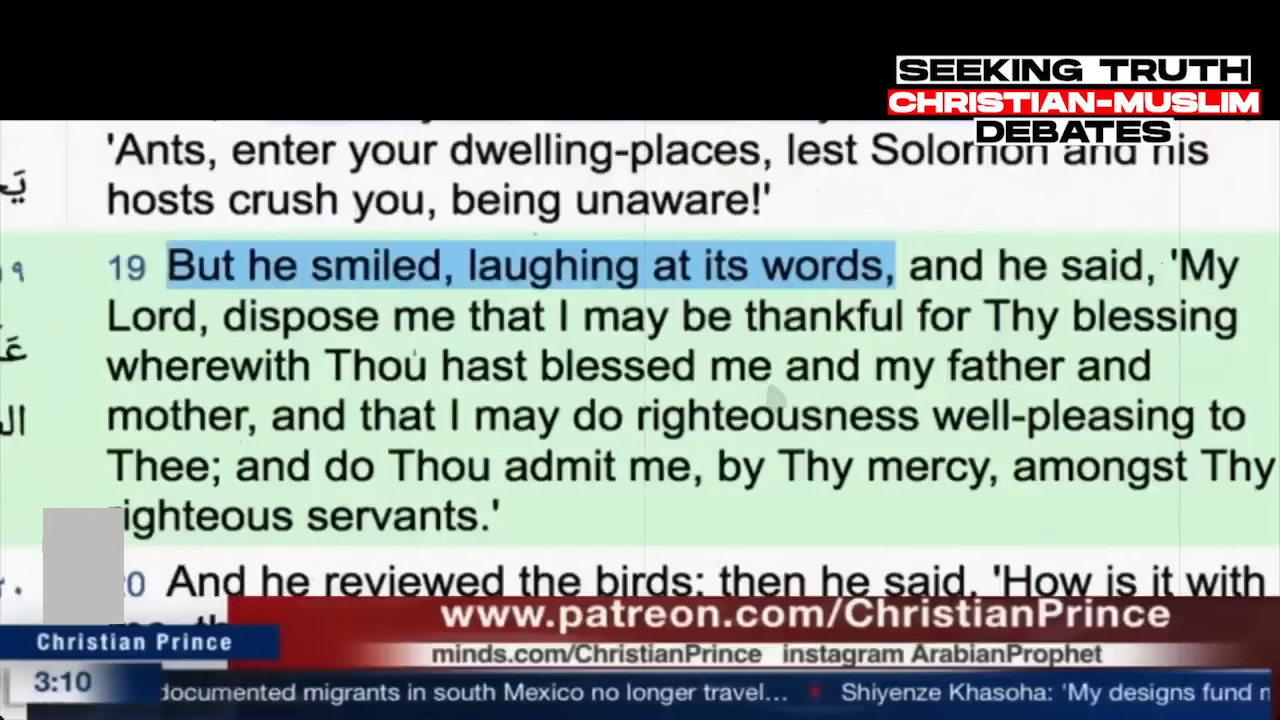 SEEKING TRUTH
CHRISTIAN-MUSLIM
DEBATES
'Ants, enter your dwelling-places, lest Solomon and his
hosts crush you, being unaware!'
19 But he smiled, laughing at its words, and he said, 'My
Lord, dispose me that I may be thankful for Thy blessing
wherewith Thou hast blessed me and my father and
mother, and that I may do righteousness well-pleasing to
Thee; and do Thou admit me, by Thy mercy, amongst Thy
righteous servants.'
And he reviewed the birds; then he said, 'How is it with
www.patreon.com/ChristianPrince
Christian Prince
minds.com/ChristianPrince instagram ArabianProphet
3:10
documented migrants in south Mexico no longer travel... • Shiyenze Khasoha: 'My designs fund